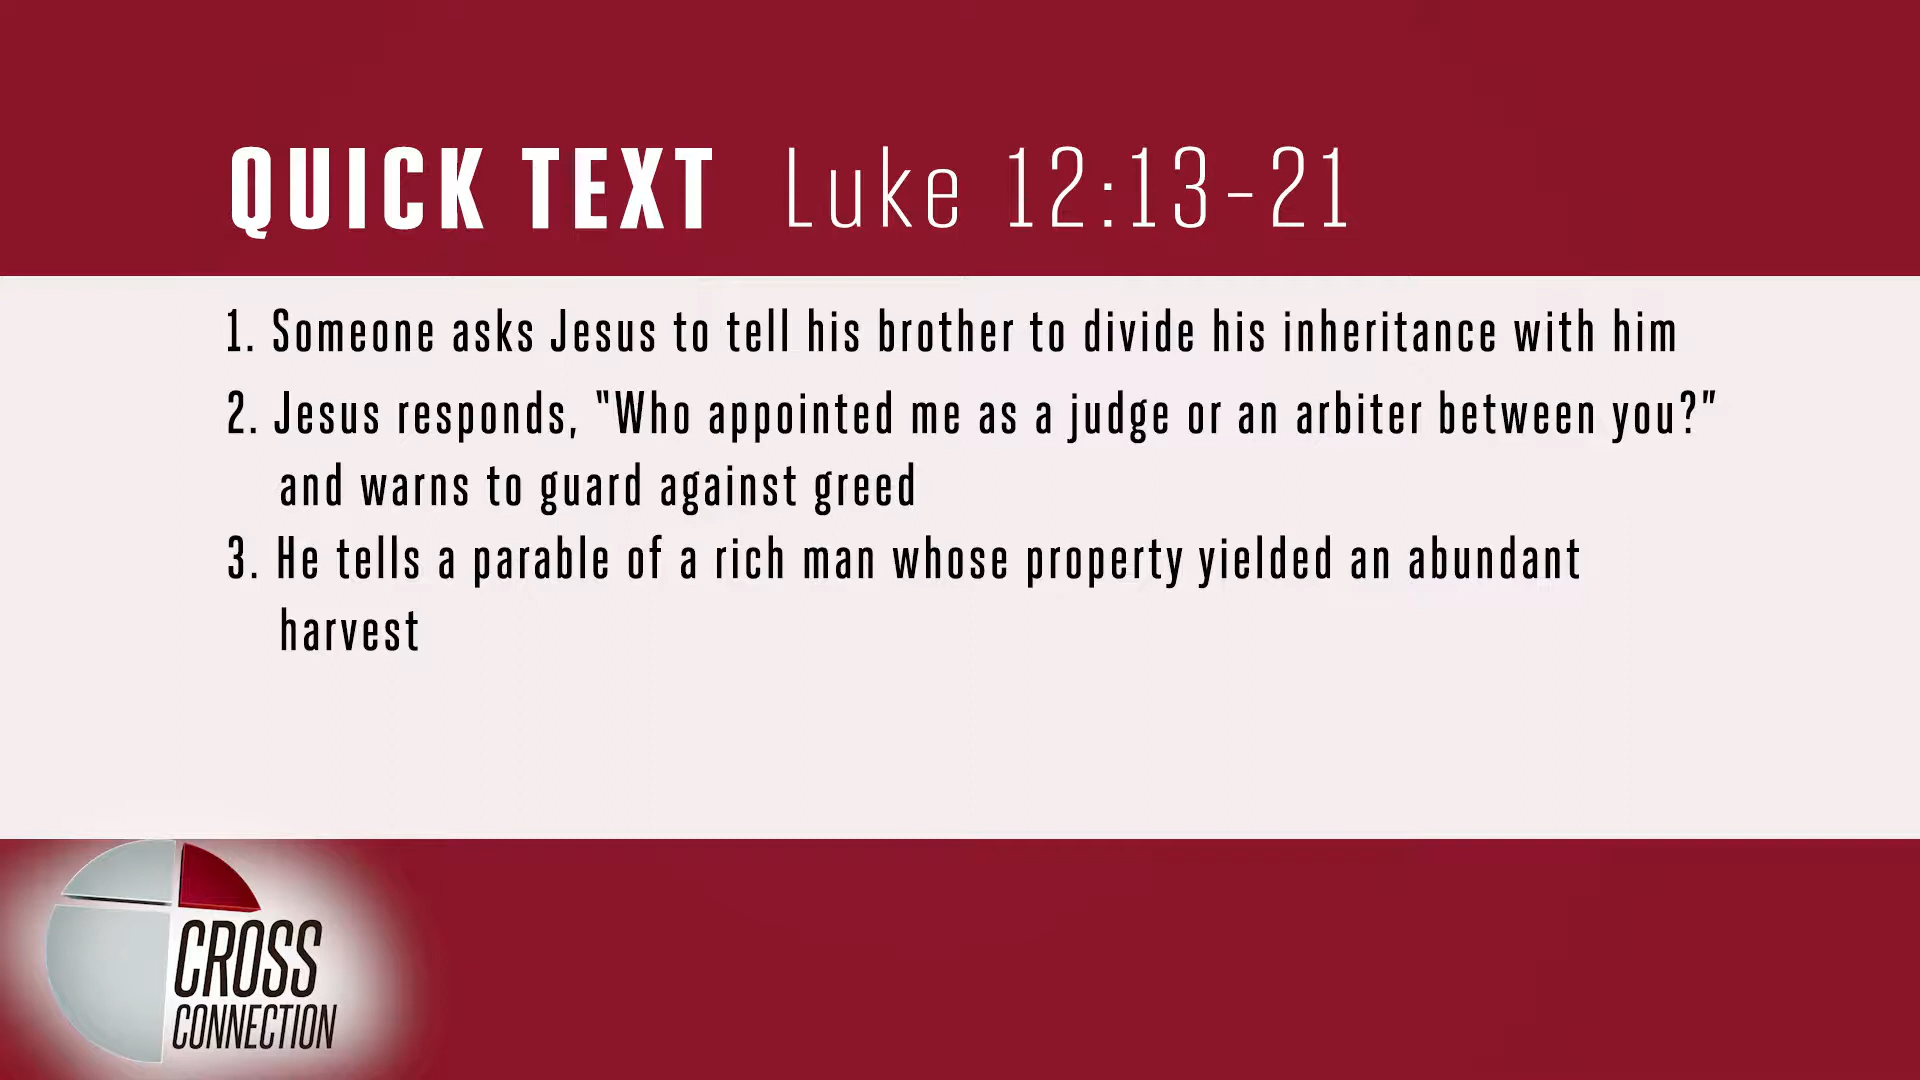 QUICK TEXT Luke 12:13-21
1. Someone asks Jesus to tell his brother to divide his inheritance with him
2. Jesus responds, “Who appointed me as a judge or an arbiter between you?”
and warns to guard against greed
3. He tells a parable of a rich man whose property yielded an abundant
harvest
CROSS
CONNECTION